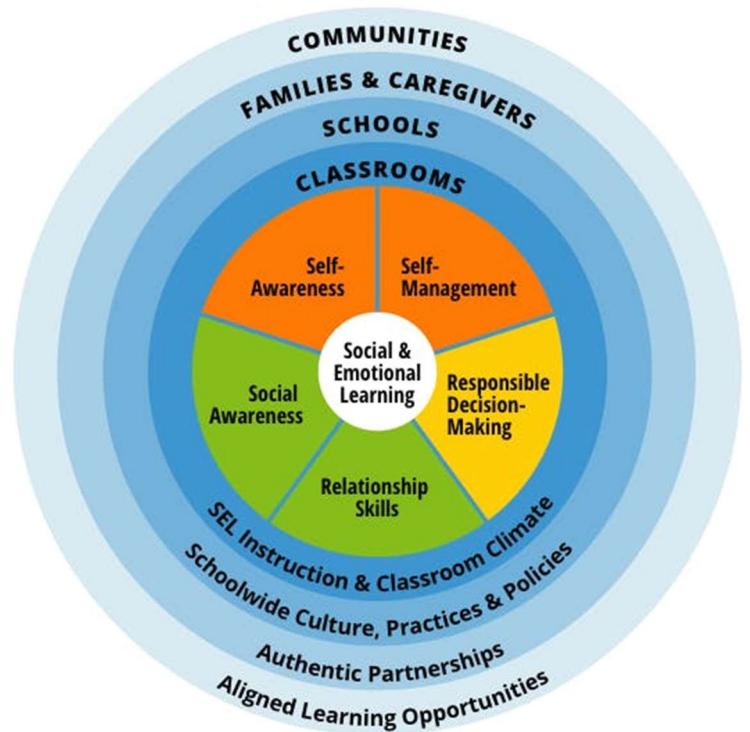 COMMUNITIES
FAMILIES & CAREGIVERS
SCHOOLS
CLASSROOMS
Self-
Awareness
Self-
Management
Social &
Emotional
Learning
Social
Awareness
Responsible
Decision-
Making
Relationship
Skills
SEL Instruction & Classroom Climate
Schoolwide Culture, Practices & Policies
Authentic Partnerships
Aligned Learning Opportunities